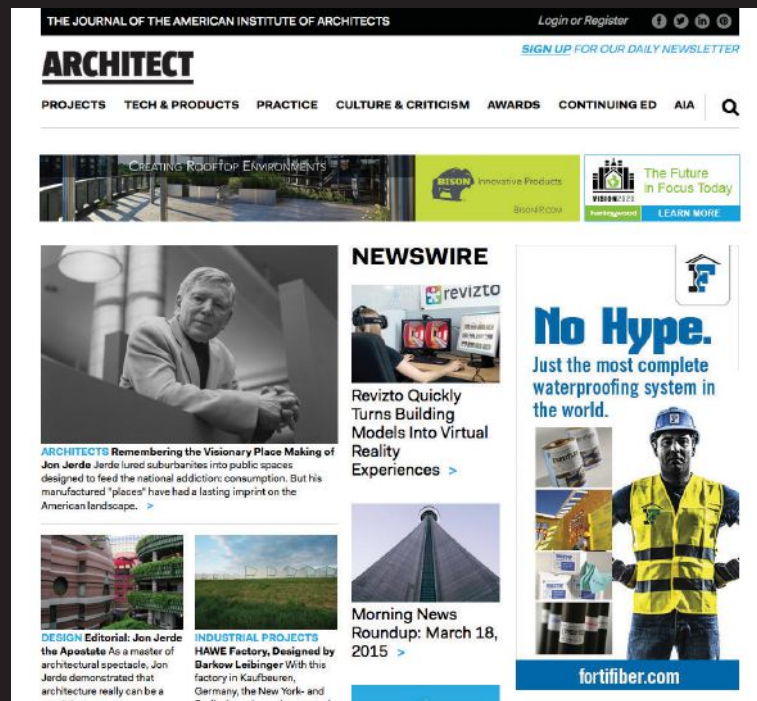 THE JOURNAL OF THE AMERICAN INSTITUTE OF ARCHITECTS
Login or Register
ARCHITECT
SIGN UP FOR OUR DAILY NEWSLETTER
PROJECTS TECH & PRODUCTS PRACTICE CULTURE & CRITICISM AWARDS CONTINUING ED AIA
CREATING ROOFTOP ENVIRONMENTS
BISON
Innovative Products
BISONIP.COM
VISION2020
The Future
in Focus Today
LEARN MORE
NEWSWIRE
revizto
Revizto Quickly
Turns Building
Models Into Virtual
Reality
Experiences >
ARCHITECTS Remembering the Visionary Place Making of
Jon Jerde Jerde lured suburbanites into public spaces
designed to feed the national addiction: consumption. But his
manufactured "places" have had a lasting imprint on the
American landscape. >
DESIGN Editorial: Jon Jerde
the Apostate As a master of
architectural spectacle, Jon
Jerde demonstrated that
architecture really can be a
INDUSTRIAL PROJECTS
HAWE Factory, Designed by
Barkow Leibinger With this
factory in Kaufbeuren,
Germany, the New York- and
Morning News
Roundup: March 18,
2015 >
No Hype.
Just the most complete
waterproofing system in
the world.
fortifiber.com